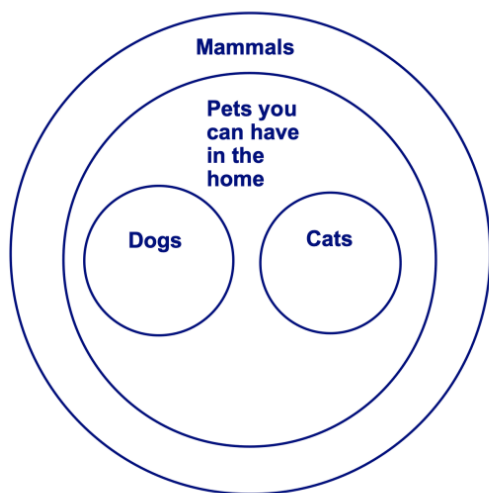 Mammals
Pets you
can have
in the
home
Dogs
Cats